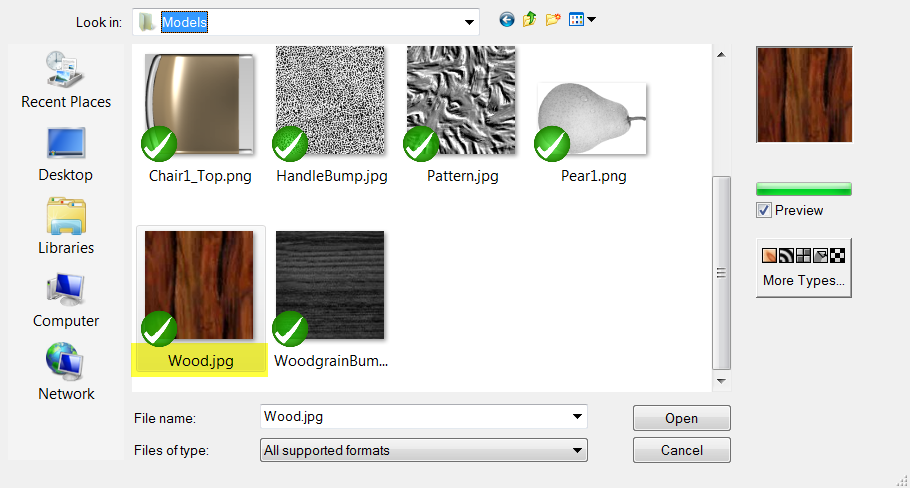 Look in: Models
Recent Places
Desktop
Libraries
Computer
Network
Chair1_Top.png
HandleBump.jpg
Pattern.jpg
Pear1.png
Wood.jpg
WoodgrainBum...
Preview
More Types...
File name: Wood.jpg
Open
Files of type: All supported formats
Cancel